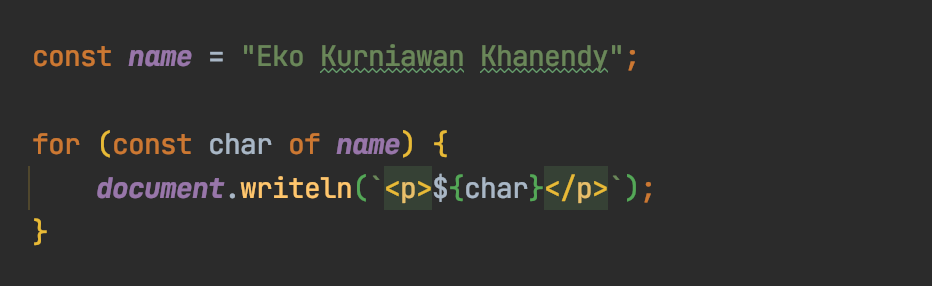 const name = "Eko Kurniawan Khanendy";
for (const char of name) {
document.writeln(`<p>${char}</p>`);
}